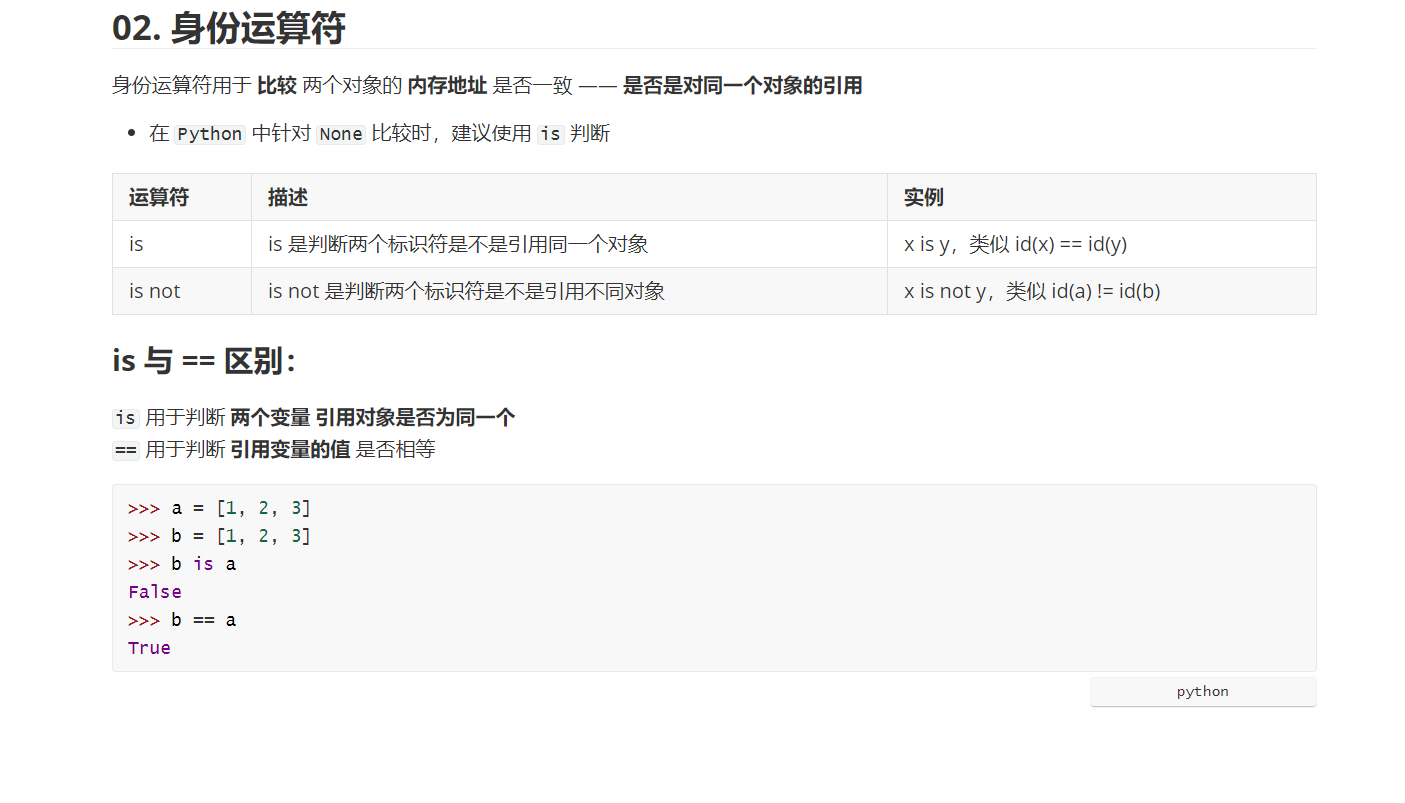 02. 身份运算符
身份运算符用于 比较 两个对象的 内存地址 是否一致 —— 是否是对同一个对象的引用
在 Python 中针对 None 比较时，建议使用 is 判断
运算符 描述 实例
is is 是判断两个标识符是不是引用同一个对象 x is y，类似 id(x) == id(y)
is not is not 是判断两个标识符是不是引用不同对象 x is not y，类似 id(a) != id(b)
is 与 == 区别：
is 用于判断 两个变量 引用对象是否为同一个
== 用于判断 引用变量的值 是否相等
>>> a = [1, 2, 3]
>>> b = [1, 2, 3]
>>> b is a
False
>>> b == a
True
python